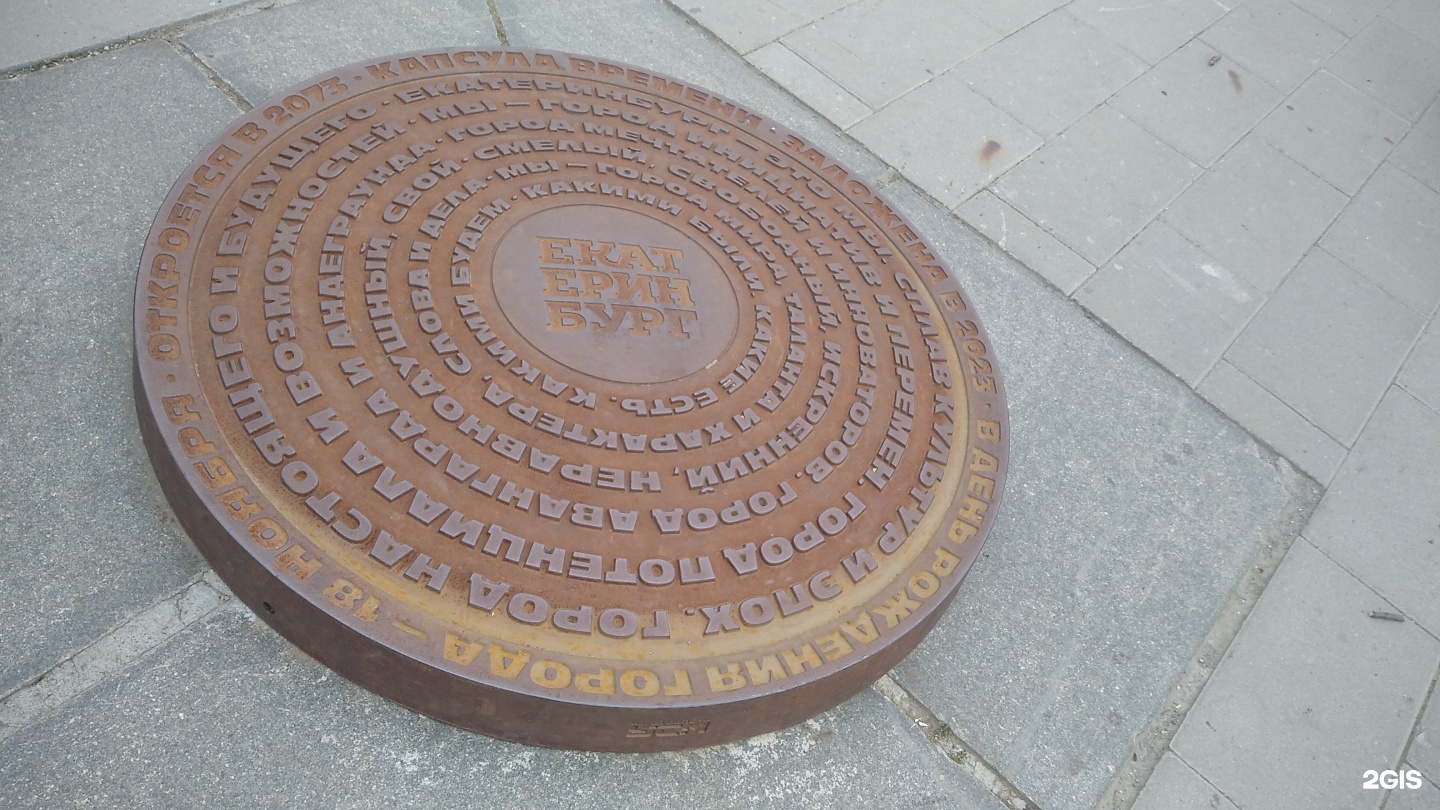 КАПСУЛА ВРЕМЕНИ · ЗАЛОЖЕНА В 2023 · В ДЕНЬ РОЖДЕНИЯ ГОРОДА – 18 НОЯБРЯ · ОТКРОЕТСЯ В 2073 ·
ЕКАТЕРИНБУРГ – ЭТО МЫ. СПЛАВ КУЛЬТУР И ЭПОХ. ГОРОД НАСТОЯЩЕГО И БУДУЩЕГО ·
МЫ – ГОРОД ИНИЦИАТИВ И ПЕРЕМЕН. ГОРОД ПОТЕНЦИАЛА И ВОЗМОЖНОСТЕЙ ·
ГОРОД МЕЧТАТЕЛЕЙ И ИННОВАТОРОВ. ГОРОД АВАНГАРДА И АНДЕГРАУНДА ·
СМЕЛЫЙ, СВОБОДНЫЙ, ИСКРЕННИЙ, НЕРАВНОДУШНЫЙ, СВОЙ ·
МЫ – ГОРОД МИРА, ТАЛАНТА И ХАРАКТЕРА, СЛОВА И ДЕЛА ·
КАКИМИ БЫЛИ. КАКИЕ ЕСТЬ. КАКИМИ БУДЕМ ·
ЕКАТ
ЕРИН
БУРГ
2GIS